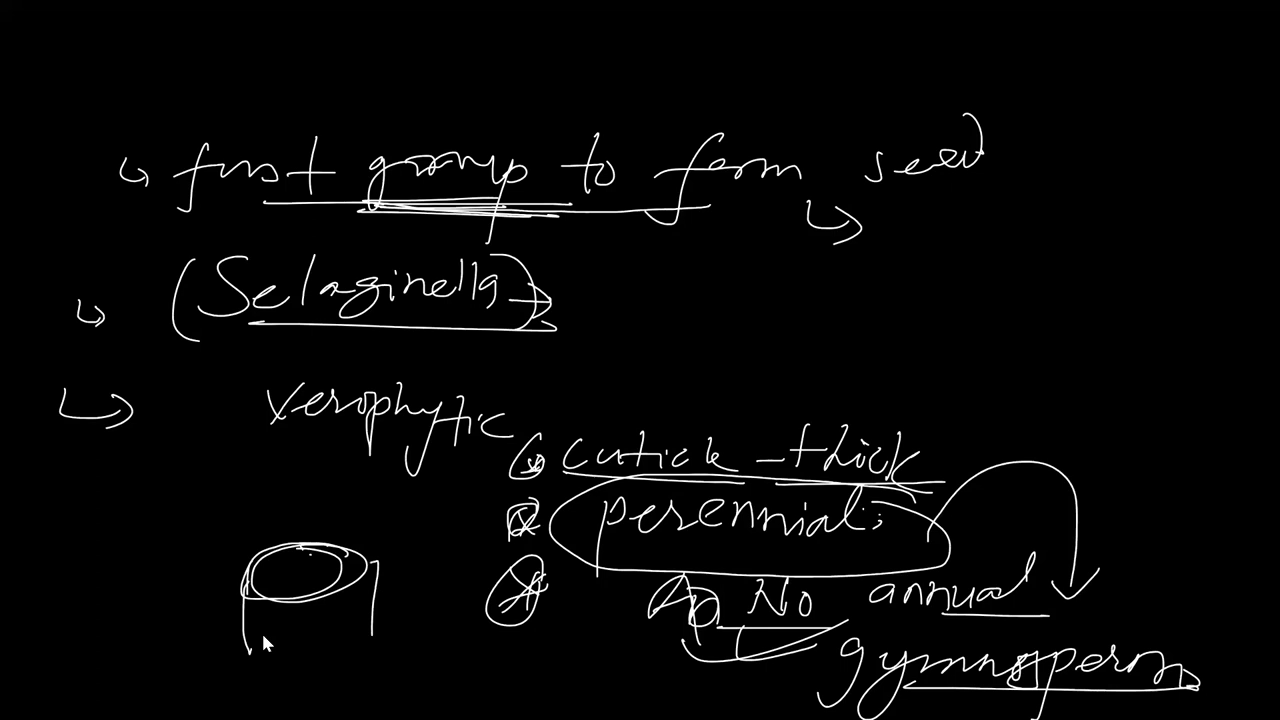 first group to form seed
(Selaginella)
Xerophytic
cuticle - thick
perennial
No annual
gymnosperm